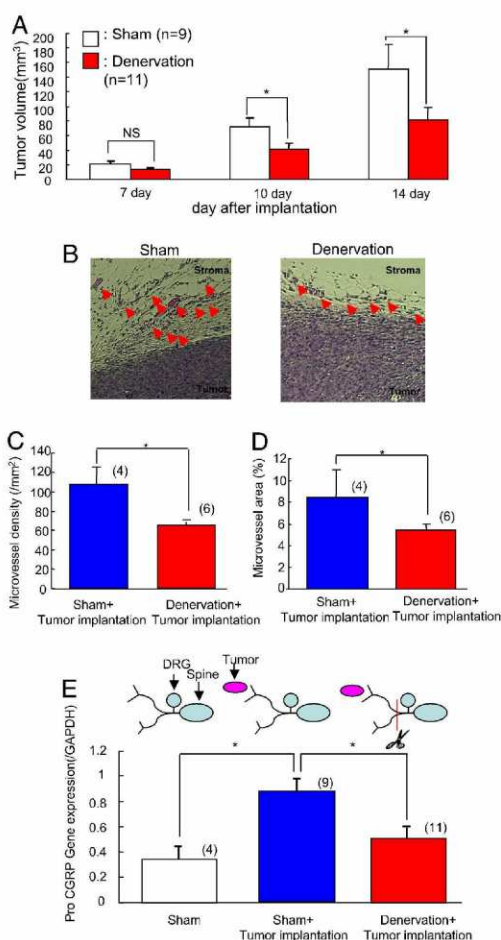 A
: Sham (n=9)
: Denervation
(n=11)
Tumor volume(mm3)
200
180
160
140
120
100
80
60
40
20
0
NS
*
*
7 day
10 day
14 day
day after implantation
B
Sham
Denervation
Stroma
Tumor
Stroma
Tumor
C
Microvessel density (/mm2)
140
120
100
80
60
40
20
0
*
(4)
(6)
Sham+
Tumor implantation
Denervation+
Tumor implantation
D
Microvessel area (%)
14
12
10
8
6
4
2
0
*
(4)
(6)
Sham+
Tumor implantation
Denervation+
Tumor implantation
E
DRG
Spine
Tumor
Pro CGRP Gene expression(/GAPDH)
1.2
1
0.8
0.6
0.4
0.2
0
*
*
(4)
(9)
(11)
Sham
Sham+
Tumor implantation
Denervation+
Tumor implantation